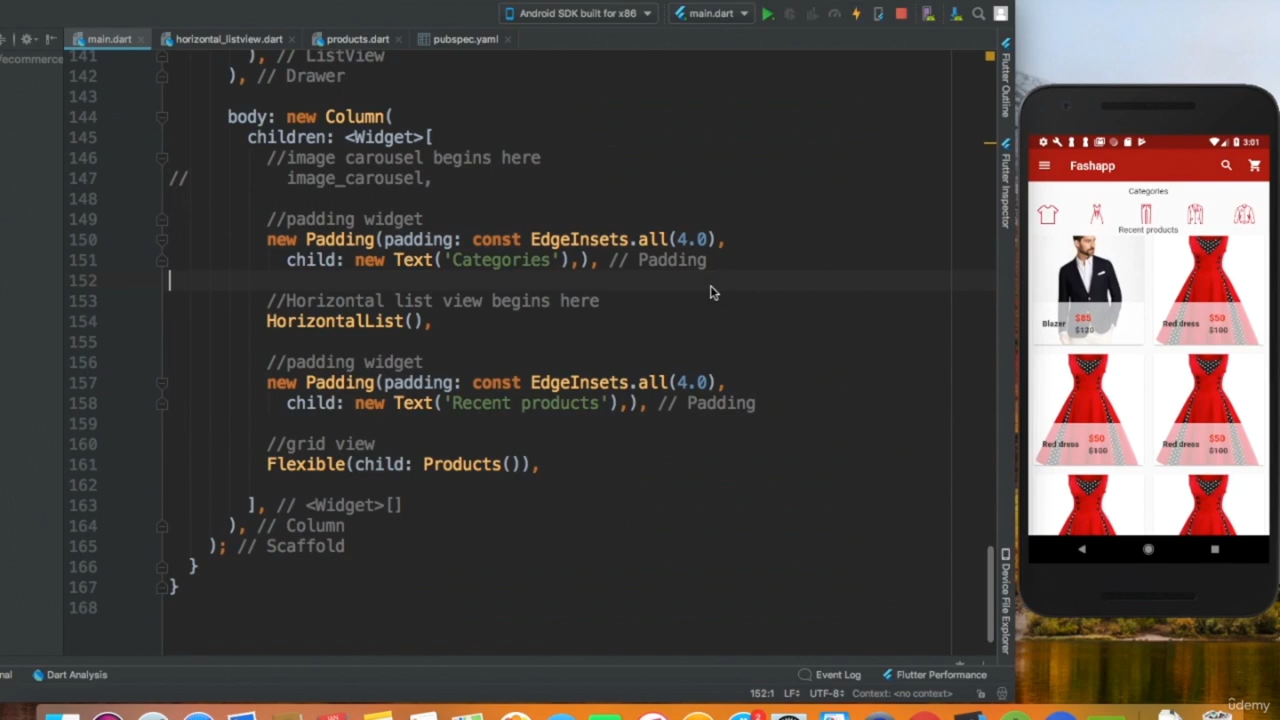 Android SDK built for x86
main.dart
main.dart
horizontal_listview.dart
products.dart
pubspec.yaml
/ecommerce
141 ), // ListView
142 ), // Drawer
143
144 body: new Column(
145 children: <Widget>[
146 //image carousel begins here
147 // image_carousel,
148
149 //padding widget
150 new Padding(padding: const EdgeInsets.all(4.0),
151 child: new Text('Categories'),), // Padding
152
153 //Horizontal list view begins here
154 HorizontalList(),
155
156 //padding widget
157 new Padding(padding: const EdgeInsets.all(4.0),
158 child: new Text('Recent products'),), // Padding
159
160 //grid view
161 Flexible(child: Products()),
162
163 ], // <Widget>[]
164 ), // Column
165 ); // Scaffold
166 }
167 }
168
Flutter Outline
Flutter Inspector
Device File Explorer
nal
Dart Analysis
Event Log
Flutter Performance
152:1 LF÷ UTF-8÷ Context: <no context>
3:01
Fashapp
Categories
Recent products
Blazer $85
$120
Red dress $50
$100
Red dress $50
$100
Red dress $50
$100
2
ûdemy